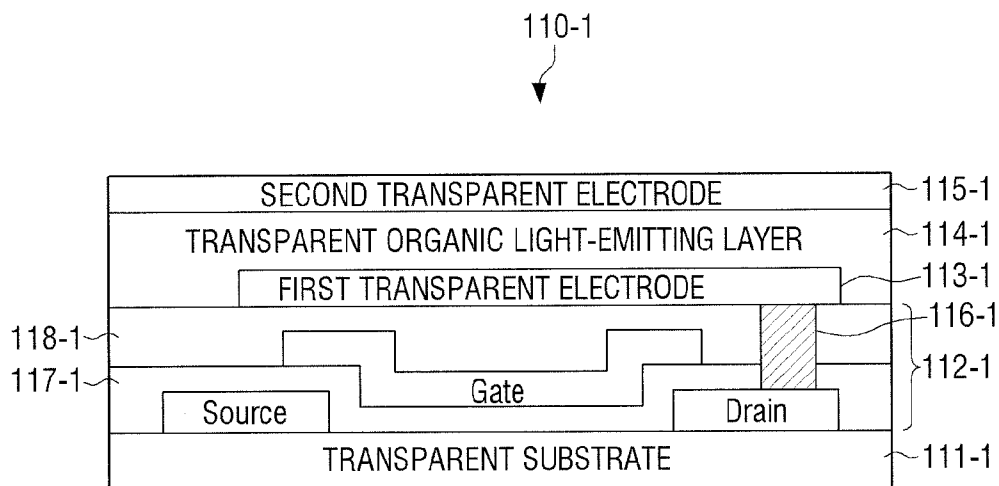 110-1
SECOND TRANSPARENT ELECTRODE
115-1
TRANSPARENT ORGANIC LIGHT-EMITTING LAYER
114-1
FIRST TRANSPARENT ELECTRODE
113-1
116-1
118-1
112-1
117-1
Gate
Source
Drain
TRANSPARENT SUBSTRATE
111-1